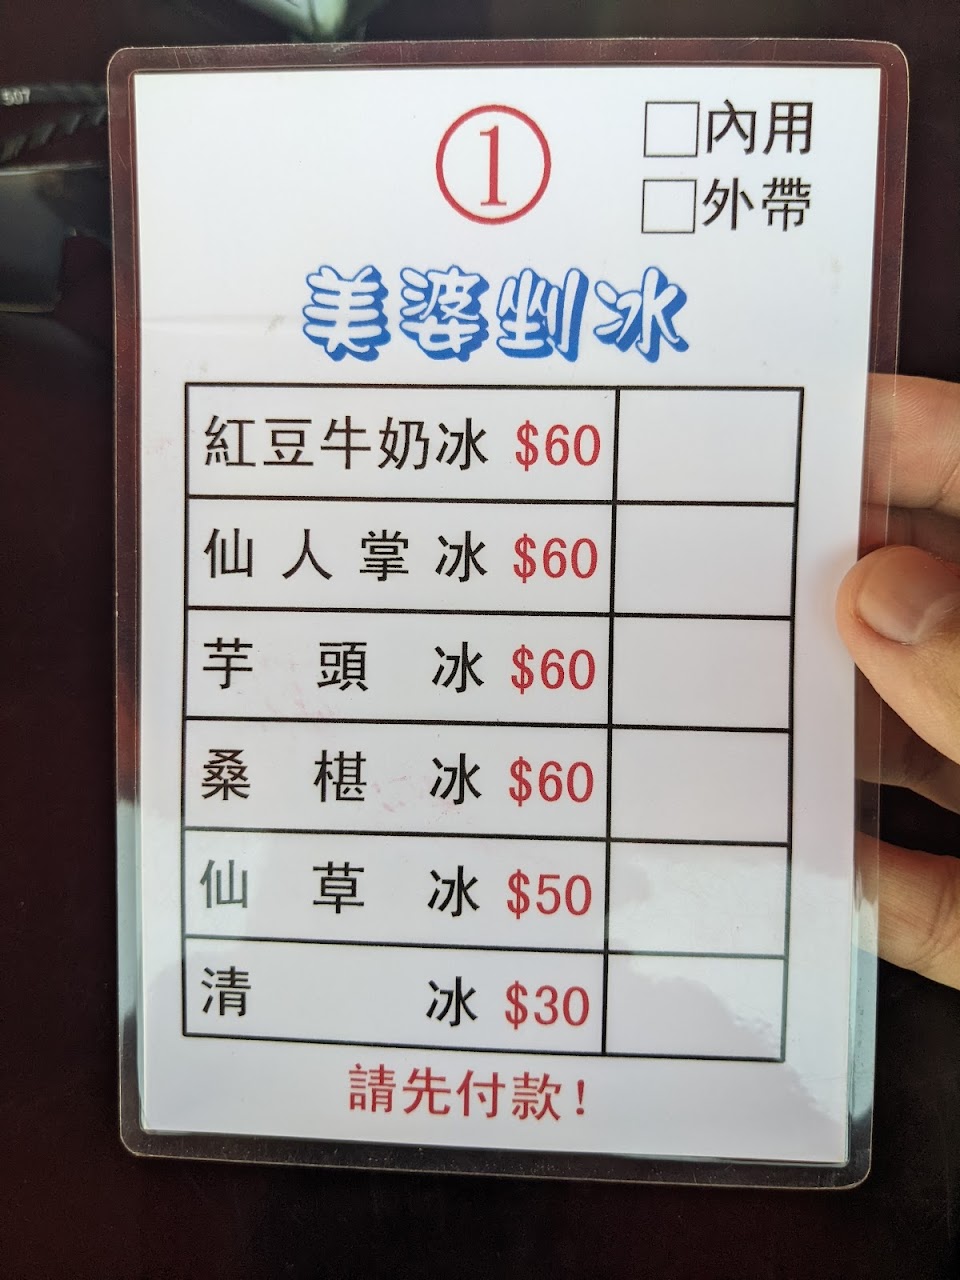 507
①
□內用
□外帶
美婆剉冰
紅豆牛奶冰 $60
仙人掌冰 $60
芋頭冰 $60
桑椹冰 $60
仙草冰 $50
清冰 $30
請先付款!